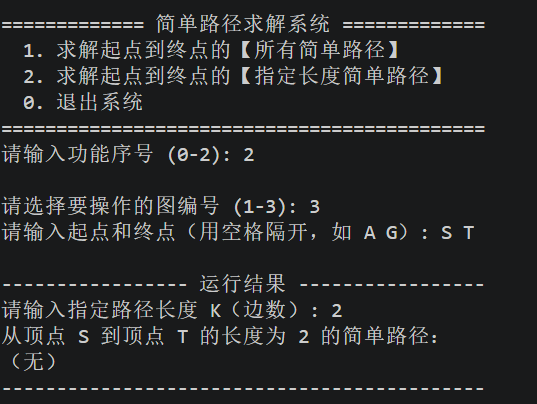 ============= 简单路径求解系统 =============
  1. 求解起点到终点的【所有简单路径】
  2. 求解起点到终点的【指定长度简单路径】
  0. 退出系统
============================================
请输入功能序号 (0-2): 2
请选择要操作的图编号 (1-3): 3
请输入起点和终点（用空格隔开，如 A G）: S T
----------------- 运行结果 -----------------
请输入指定路径长度 K（边数）: 2
从顶点 S 到顶点 T 的长度为 2 的简单路径:
（无）
--------------------------------------------